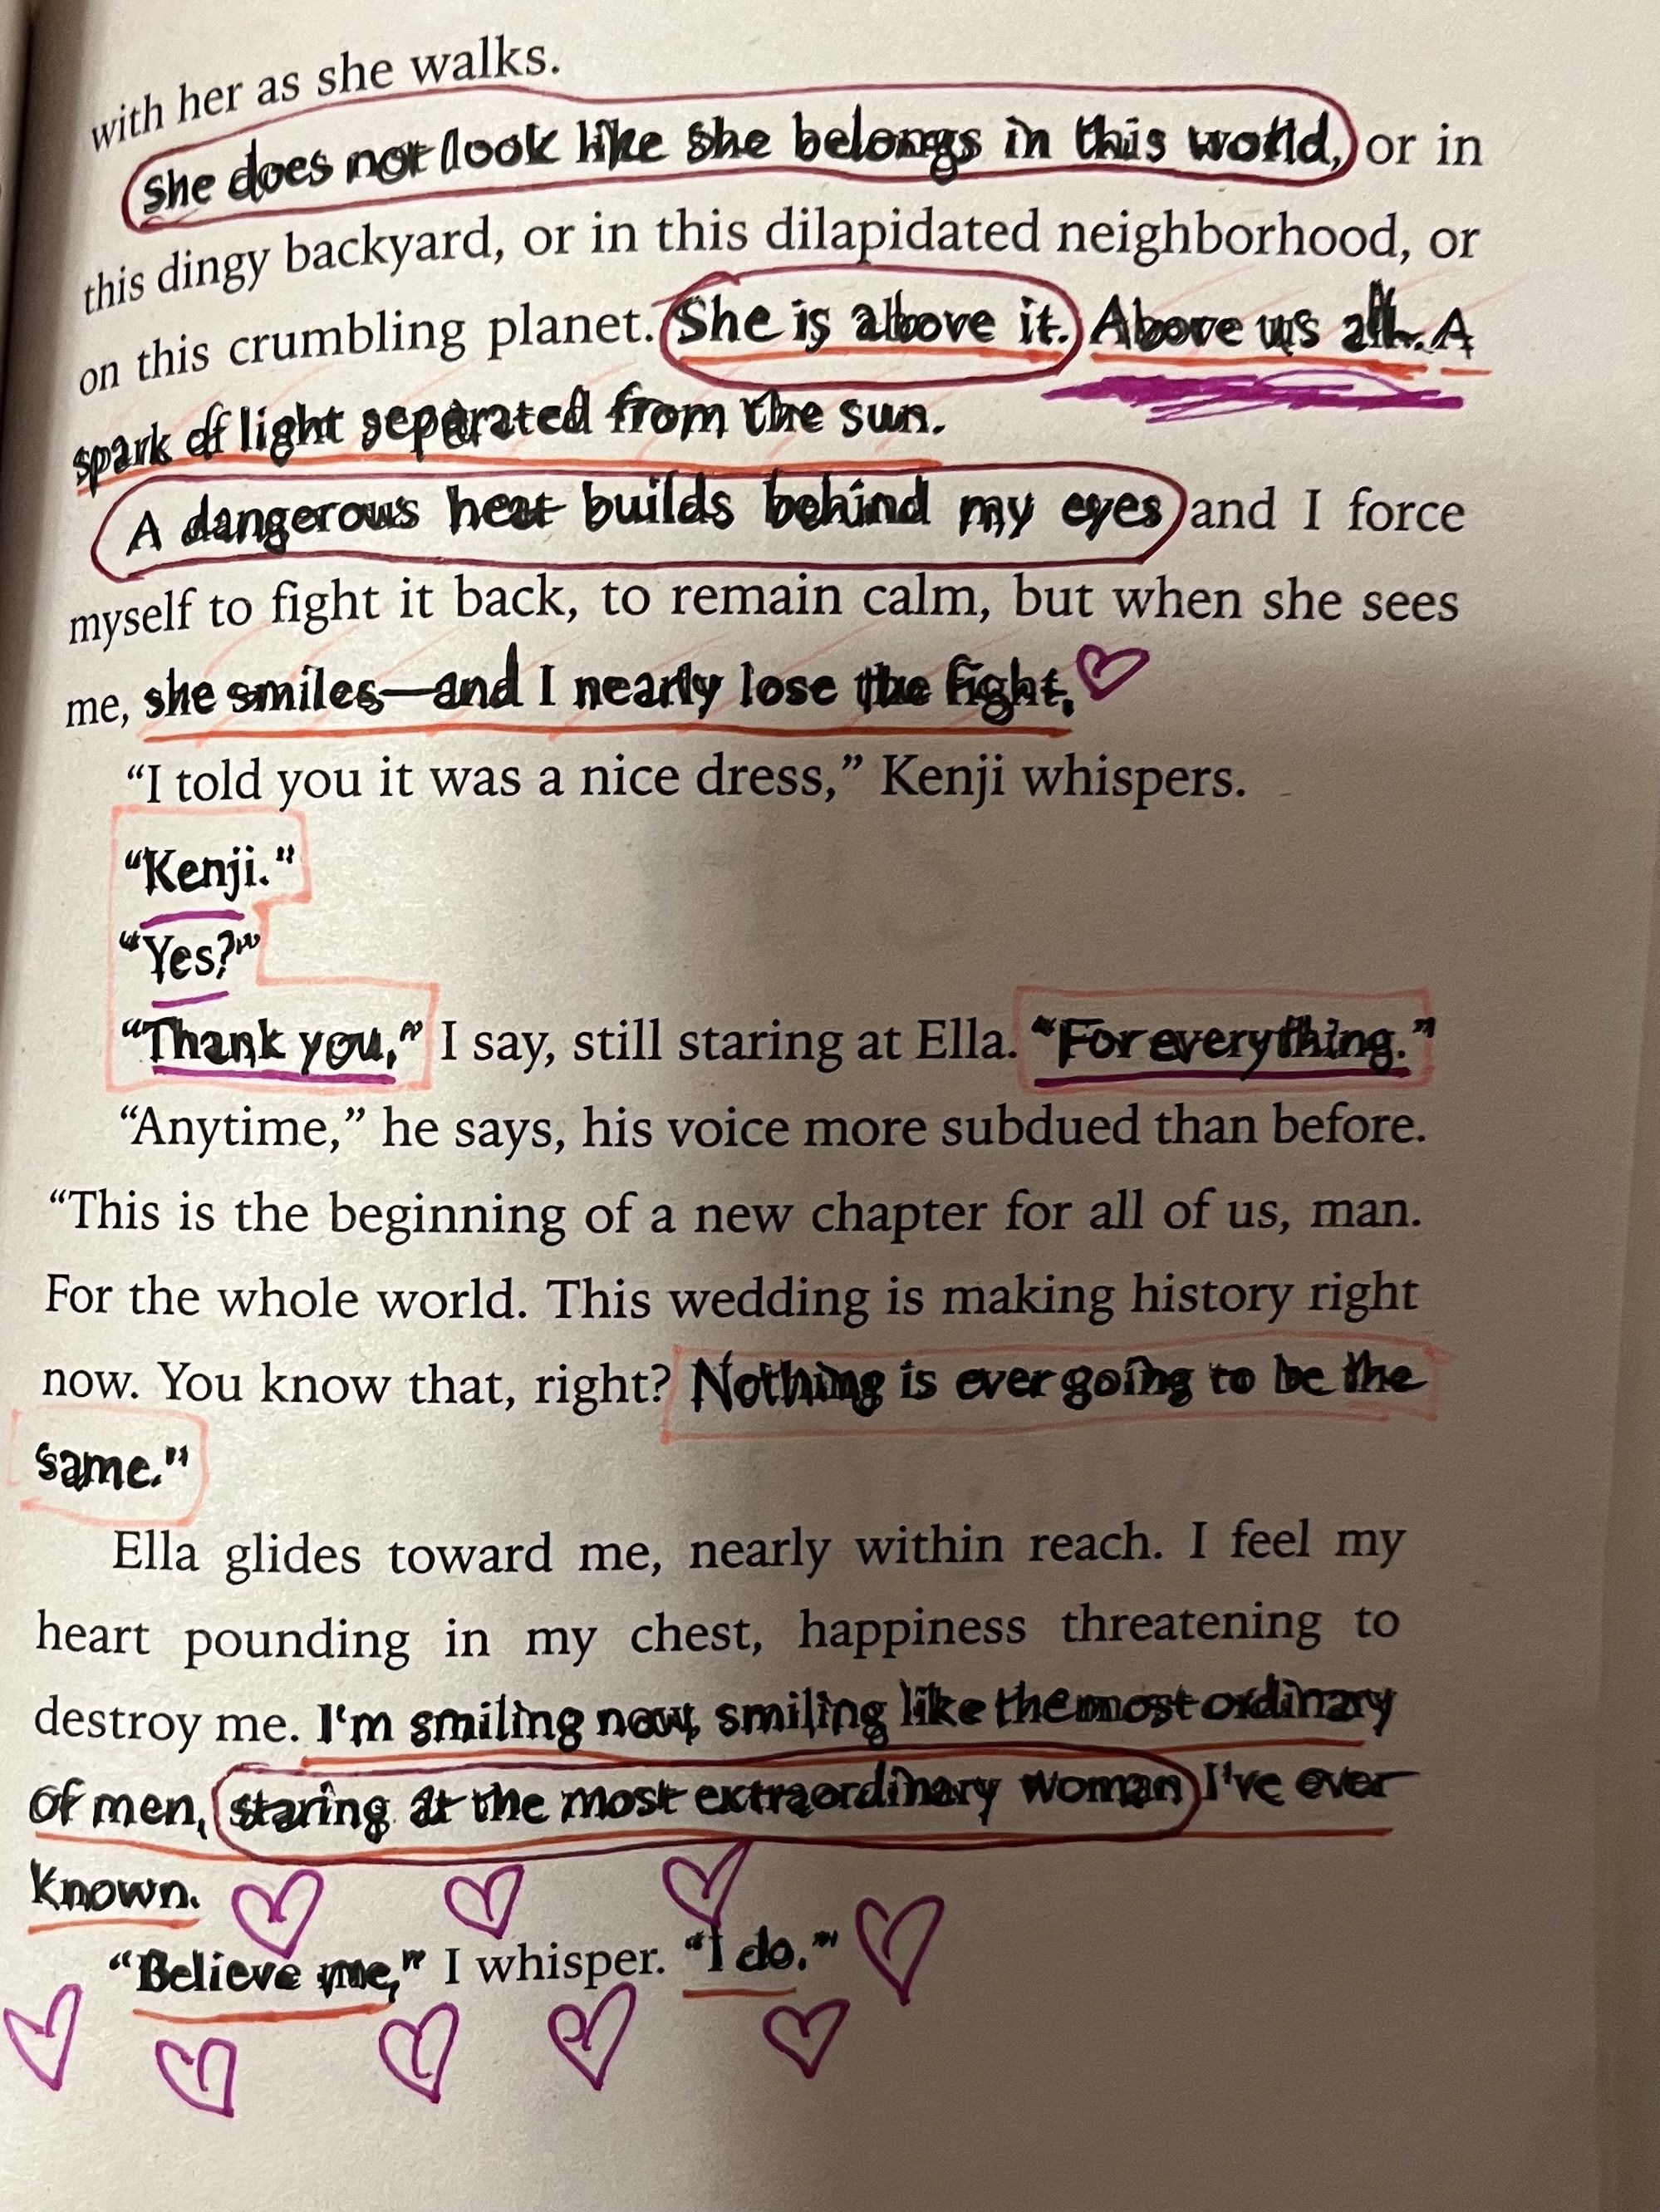 with her as she walks.
She does not look like she belongs in this world, or in
this dingy backyard, or in this dilapidated neighborhood, or
on this crumbling planet. She is above it. Above us all. A
spark of light separated from the sun.
A dangerous heat builds behind my eyes and I force
myself to fight it back, to remain calm, but when she sees
me, she smiles—and I nearly lose the fight.
“I told you it was a nice dress,” Kenji whispers.
“Kenji.”
“Yes?”
“Thank you,” I say, still staring at Ella. “For everything.”
“Anytime,” he says, his voice more subdued than before.
“This is the beginning of a new chapter for all of us, man.
For the whole world. This wedding is making history right
now. You know that, right? Nothing is ever going to be the
same.”
Ella glides toward me, nearly within reach. I feel my
heart pounding in my chest, happiness threatening to
destroy me. I'm smiling now, smiling like the most ordinary
of men, staring at the most extraordinary woman I've ever
known.
“Believe me,” I whisper. “I do.”